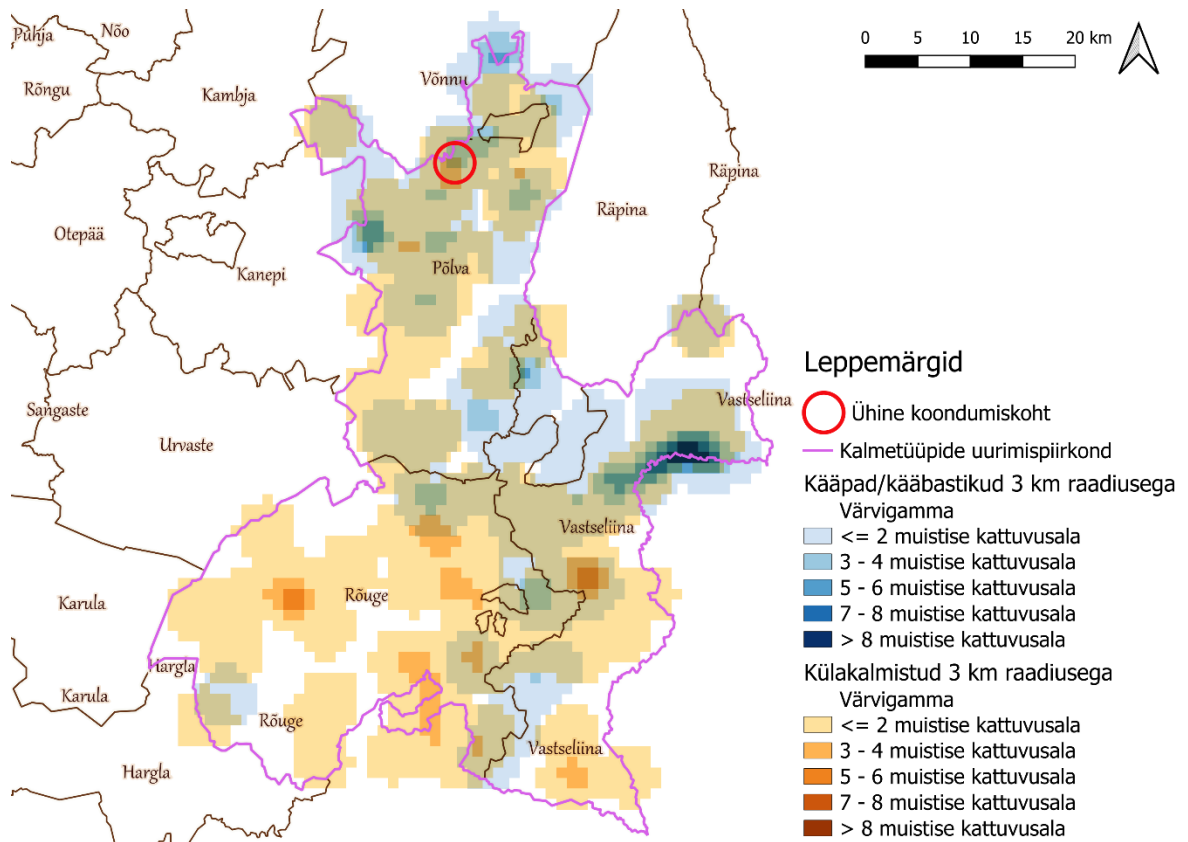 0 5 10 15 20 km
Puhja
Nõo
Rõngu
Kambja
Võnnu
Räpina
Otepää
Räpina
Kanepi
Põlva
Sangaste
Urvaste
Vastseliina
Vastseliina
Karula
Rõuge
Hargla
Karula
Rõuge
Vastseliina
Hargla
Leppemärgid
Ühine koondumiskoht
Kalmetüüpide uurimispiirkond
Kääpad/kääbastikud 3 km raadiusega
Värvigamma
<= 2 muistise kattuvusala
3 - 4 muistise kattuvusala
5 - 6 muistise kattuvusala
7 - 8 muistise kattuvusala
> 8 muistise kattuvusala
Külakalmistud 3 km raadiusega
Värvigamma
<= 2 muistise kattuvusala
3 - 4 muistise kattuvusala
5 - 6 muistise kattuvusala
7 - 8 muistise kattuvusala
> 8 muistise kattuvusala